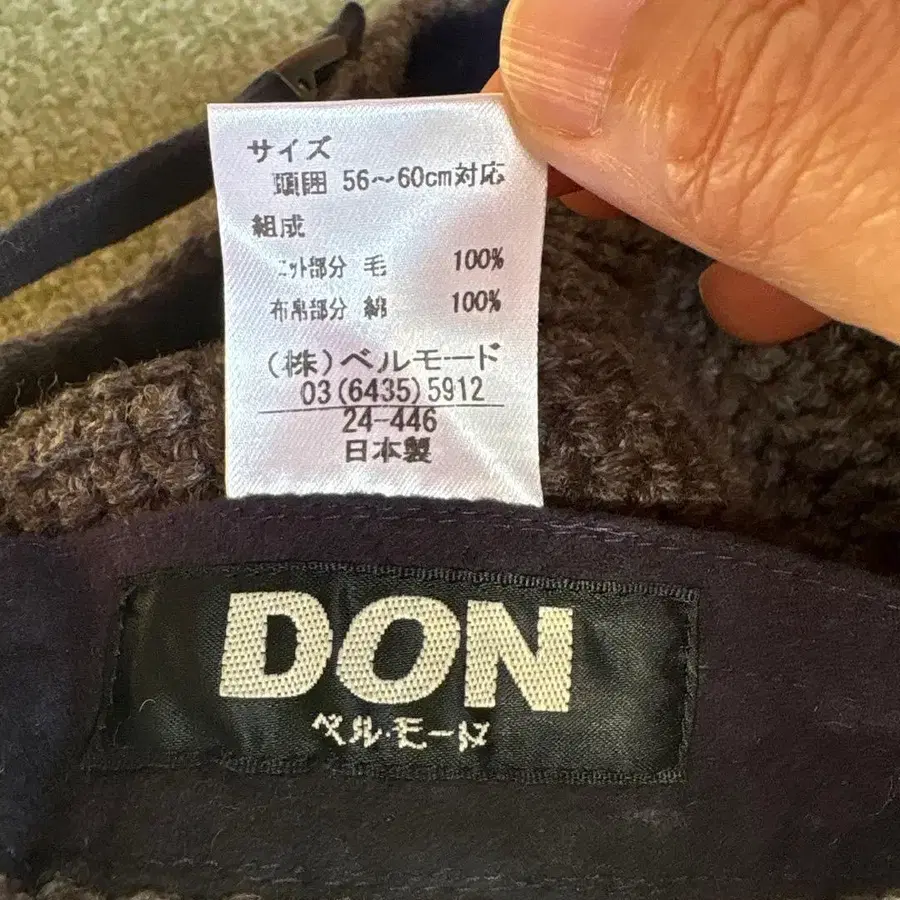 サイズ
頭囲 56～60cm対応
組成
ニット部分 毛 100%
布帛部分 綿 100%
(株)ベルモード
03(6435)5912
24-446
日本製
DON
ベル・モード